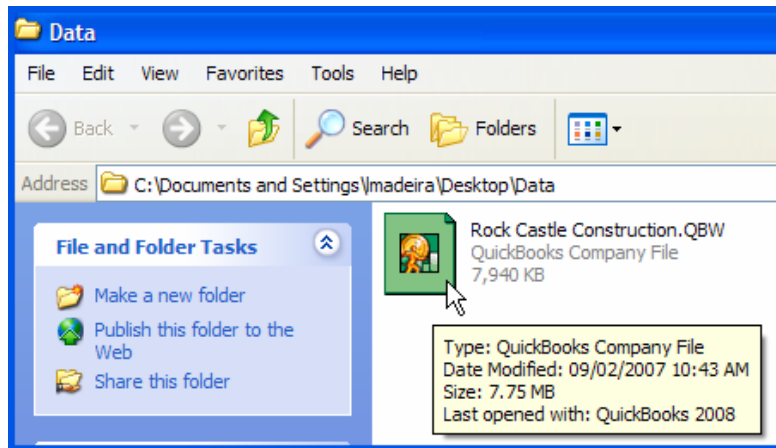 Data
File Edit View Favorites Tools Help
Back Search Folders
Address C:\Documents and Settings\lmadeira\Desktop\Data
File and Folder Tasks
Make a new folder
Publish this folder to the
Web
Share this folder
Rock Castle Construction.QBW
QuickBooks Company File
7,940 KB
Type: QuickBooks Company File
Date Modified: 09/02/2007 10:43 AM
Size: 7.75 MB
Last opened with: QuickBooks 2008